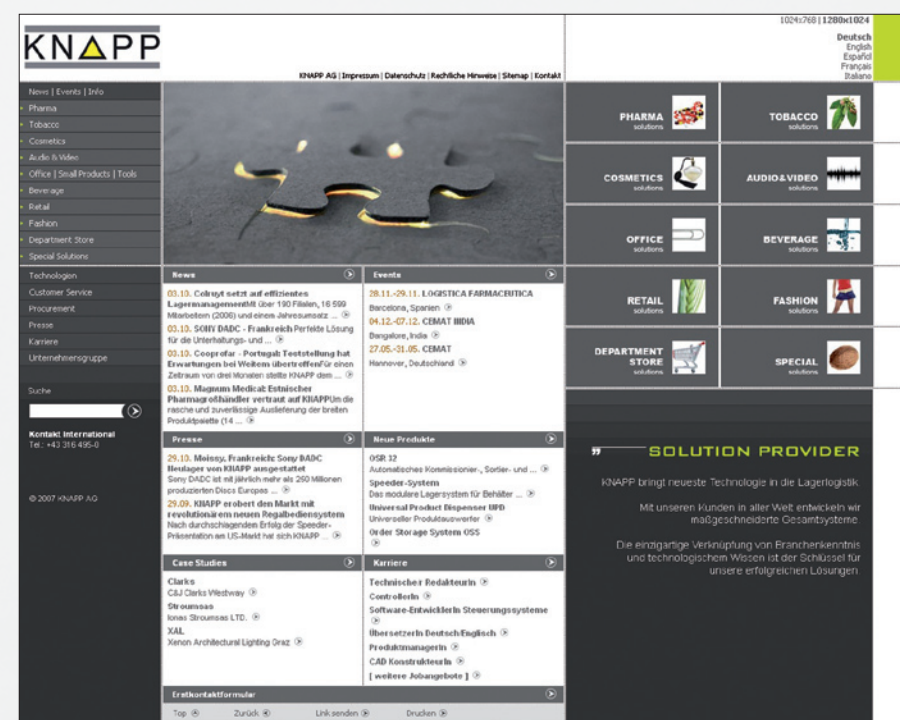 KNAPP
KNAPP AG | Impressum | Datenschutz | Rechtliche Hinweise | Sitemap | Kontakt
1024x768 | 1280x1024
Deutsch
English
Español
Français
Italiano
News | Events | Info
Pharma
Tobacco
Cosmetics
Audio & Video
Office | Small Products | Tools
Beverage
Retail
Fashion
Department Store
Special Solutions
Technologien
Customer Service
Procurement
Presse
Karriere
Unternehmensgruppe
Suche
Kontakt International
Tel.: +43 316 495-0
© 2007 KNAPP AG
News
03.10. Colruyt setzt auf effizientes
LagermanagementMit über 190 Filialen, 16 599
Mitarbeitern (2006) und einem Jahresumsatz ...
03.10. SONY DADC - Frankreich Perfekte Lösung
für die Unterhaltungs- und ...
03.10. Cooprofar - Portugal: Teststellung hat
Erwartungen bei Weitem übertroffenFür einen
Zeitraum von drei Monaten stellte KNAPP dem ...
03.10. Magnum Medical: Estnischer
Pharmagroßhändler vertraut auf KNAPPUm die
rasche und zuverlässige Auslieferung der breiten
Produktpalette (14 ...
Events
28.11.-29.11. LOGISTICA FARMACEUTICA
Barcelona, Spanien
04.12.-07.12. CEMAT INDIA
Bangalore, India
27.05.-31.05. CEMAT
Hannover, Deutschland
Presse
29.10. Moissy, Frankreich: Sony DADC
Neulager von KNAPP ausgestattet
Sony DADC ist mit jährlich mehr als 260 Millionen
produzierten Discs Europas ...
29.09. KNAPP erobert den Markt mit
revolutionärem neuen Regalbediensystem
Nach durchschlagendem Erfolg der Speeder-
Präsentation am US-Markt hat sich KNAPP ...
Neue Produkte
OSR 32
Automatisches Kommissionier-, Sortier- und ...
Speeder-System
Das modulare Lagersystem für Behälter ...
Universal Product Dispenser UPD
Universeller Produktauswerfer
Order Storage System OSS
Case Studies
Clarks
C&J Clarks Westway
Stroumsas
Ionas Stroumsas LTD.
XAL
Xenon Architectural Lighting Graz
Karriere
Technischer RedakteurIn
ControllerIn
Software-EntwicklerIn Steuerungssysteme
ÜbersetzerIn Deutsch/Englisch
ProduktmanagerIn
CAD KonstrukteurIn
[ weitere Jobangebote ]
Erstkontaktformular
Top Zurück Link senden Drucken
PHARMA
solutions
TOBACCO
solutions
COSMETICS
solutions
AUDIO&VIDEO
solutions
OFFICE
solutions
BEVERAGE
solutions
RETAIL
solutions
FASHION
solutions
DEPARTMENT
STORE
solutions
SPECIAL
solutions
" SOLUTION PROVIDER
KNAPP bringt neueste Technologie in die Lagerlogistik.
Mit unseren Kunden in aller Welt entwickeln wir
maßgeschneiderte Gesamtsysteme.
Die einzigartige Verknüpfung von Branchenkenntnis
und technologischem Wissen ist der Schlüssel für
unsere erfolgreichen Lösungen.